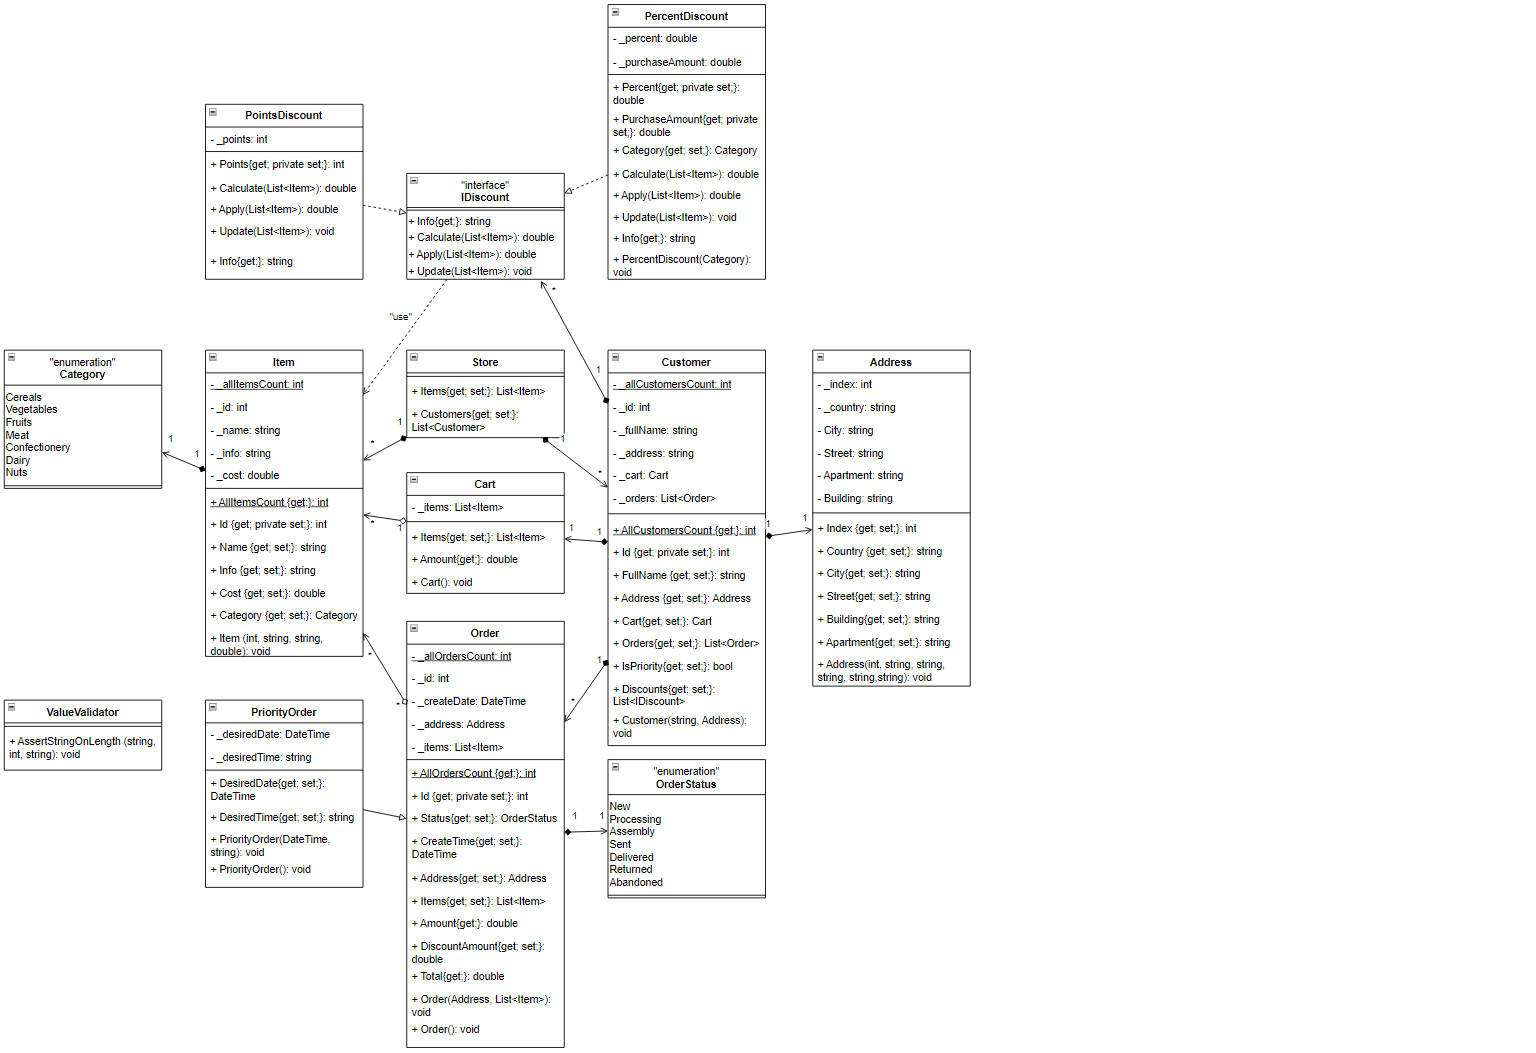 PercentDiscount
- _percent: double
- _purchaseAmount: double
+ Percent{get; private set;}:
double
+ PurchaseAmount{get; private
set;}: double
+ Category{get; set;}: Category
+ Calculate(List<Item>): double
+ Apply(List<Item>): double
+ Update(List<Item>): void
+ Info{get;}: string
+ PercentDiscount(Category):
void
PointsDiscount
- _points: int
+ Points{get; private set;}: int
+ Calculate(List<Item>): double
+ Apply(List<Item>): double
+ Update(List<Item>): void
+ Info{get;}: string
"interface"
IDiscount
+ Info{get;}: string
+ Calculate(List<Item>): double
+ Apply(List<Item>): double
+ Update(List<Item>): void
*
"use"
1
"enumeration"
Category
Cereals
Vegetables
Fruits
Meat
Confectionery
Dairy
Nuts
1
1
Item
- _allItemsCount: int
- _id: int
- _name: string
- _info: string
- _cost: double
+ AllItemsCount {get;}: int
+ Id {get; private set;}: int
+ Name {get; set;}: string
+ Info {get; set;}: string
+ Cost {get; set;}: double
+ Category {get; set;}: Category
+ Item (int, string, string,
double): void
Store
+ Items{get; set;}: List<Item>
+ Customers{get; set;}:
List<Customer>
1
*
1
*
Cart
- _items: List<Item>
+ Items{get; set;}: List<Item>
+ Amount{get;}: double
+ Cart(): void
*
1
1
1
Customer
- _allCustomersCount: int
- _id: int
- _fullName: string
- _address: string
- _cart: Cart
- _orders: List<Order>
+ AllCustomersCount {get;}: int
+ Id {get; private set;}: int
+ FullName {get; set;}: string
+ Address {get; set;}: Address
+ Cart{get; set;}: Cart
+ Orders{get; set;}: List<Order>
+ IsPriority{get; set;}: bool
+ Discounts{get; set;}:
List<IDiscount>
+ Customer(string, Address):
void
1
1
Address
- _index: int
- _country: string
- City: string
- Street: string
- Apartment: string
- Building: string
+ Index {get; set;}: int
+ Country {get; set;}: string
+ City{get; set;}: string
+ Street{get; set;}: string
+ Building{get; set;}: string
+ Apartment{get; set;}: string
+ Address(int, string, string,
string, string,string): void
Order
- _allOrdersCount: int
- _id: int
- _createDate: DateTime
- _address: Address
- _items: List<Item>
+ AllOrdersCount {get;}: int
+ Id {get; private set;}: int
+ Status{get; set;}: OrderStatus
+ CreateTime{get; set;}:
DateTime
+ Address{get; set;}: Address
+ Items{get; set;}: List<Item>
+ Amount{get;}: double
+ DiscountAmount{get; set;}:
double
+ Total{get;}: double
+ Order(Address, List<Item>):
void
+ Order(): void
*
*
1
*
ValueValidator
+ AssertStringOnLength (string,
int, string): void
PriorityOrder
- _desiredDate: DateTime
- _desiredTime: string
+ DesiredDate{get; set;}:
DateTime
+ DesiredTime{get; set;}: string
+ PriorityOrder(DateTime,
string): void
+ PriorityOrder(): void
1
1
"enumeration"
OrderStatus
New
Processing
Assembly
Sent
Delivered
Returned
Abandoned